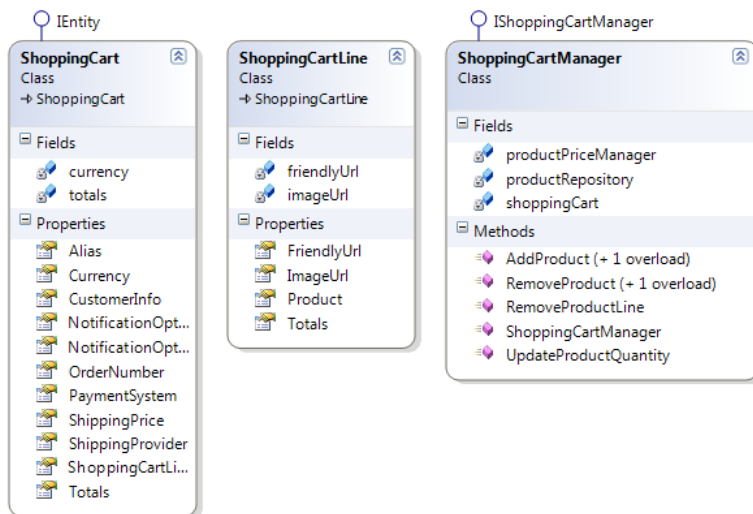 IEntity
ShoppingCart
Class
ShoppingCart
Fields
currency
totals
Properties
Alias
Currency
CustomerInfo
NotificationOpt...
NotificationOpt...
OrderNumber
PaymentSystem
ShippingPrice
ShippingProvider
ShoppingCartLi...
Totals
ShoppingCartLine
Class
ShoppingCartLine
Fields
friendlyUrl
imageUrl
Properties
FriendlyUrl
ImageUrl
Product
Totals
IShoppingCartManager
ShoppingCartManager
Class
Fields
productPriceManager
productRepository
shoppingCart
Methods
AddProduct (+ 1 overload)
RemoveProduct (+ 1 overload)
RemoveProductLine
ShoppingCartManager
UpdateProductQuantity